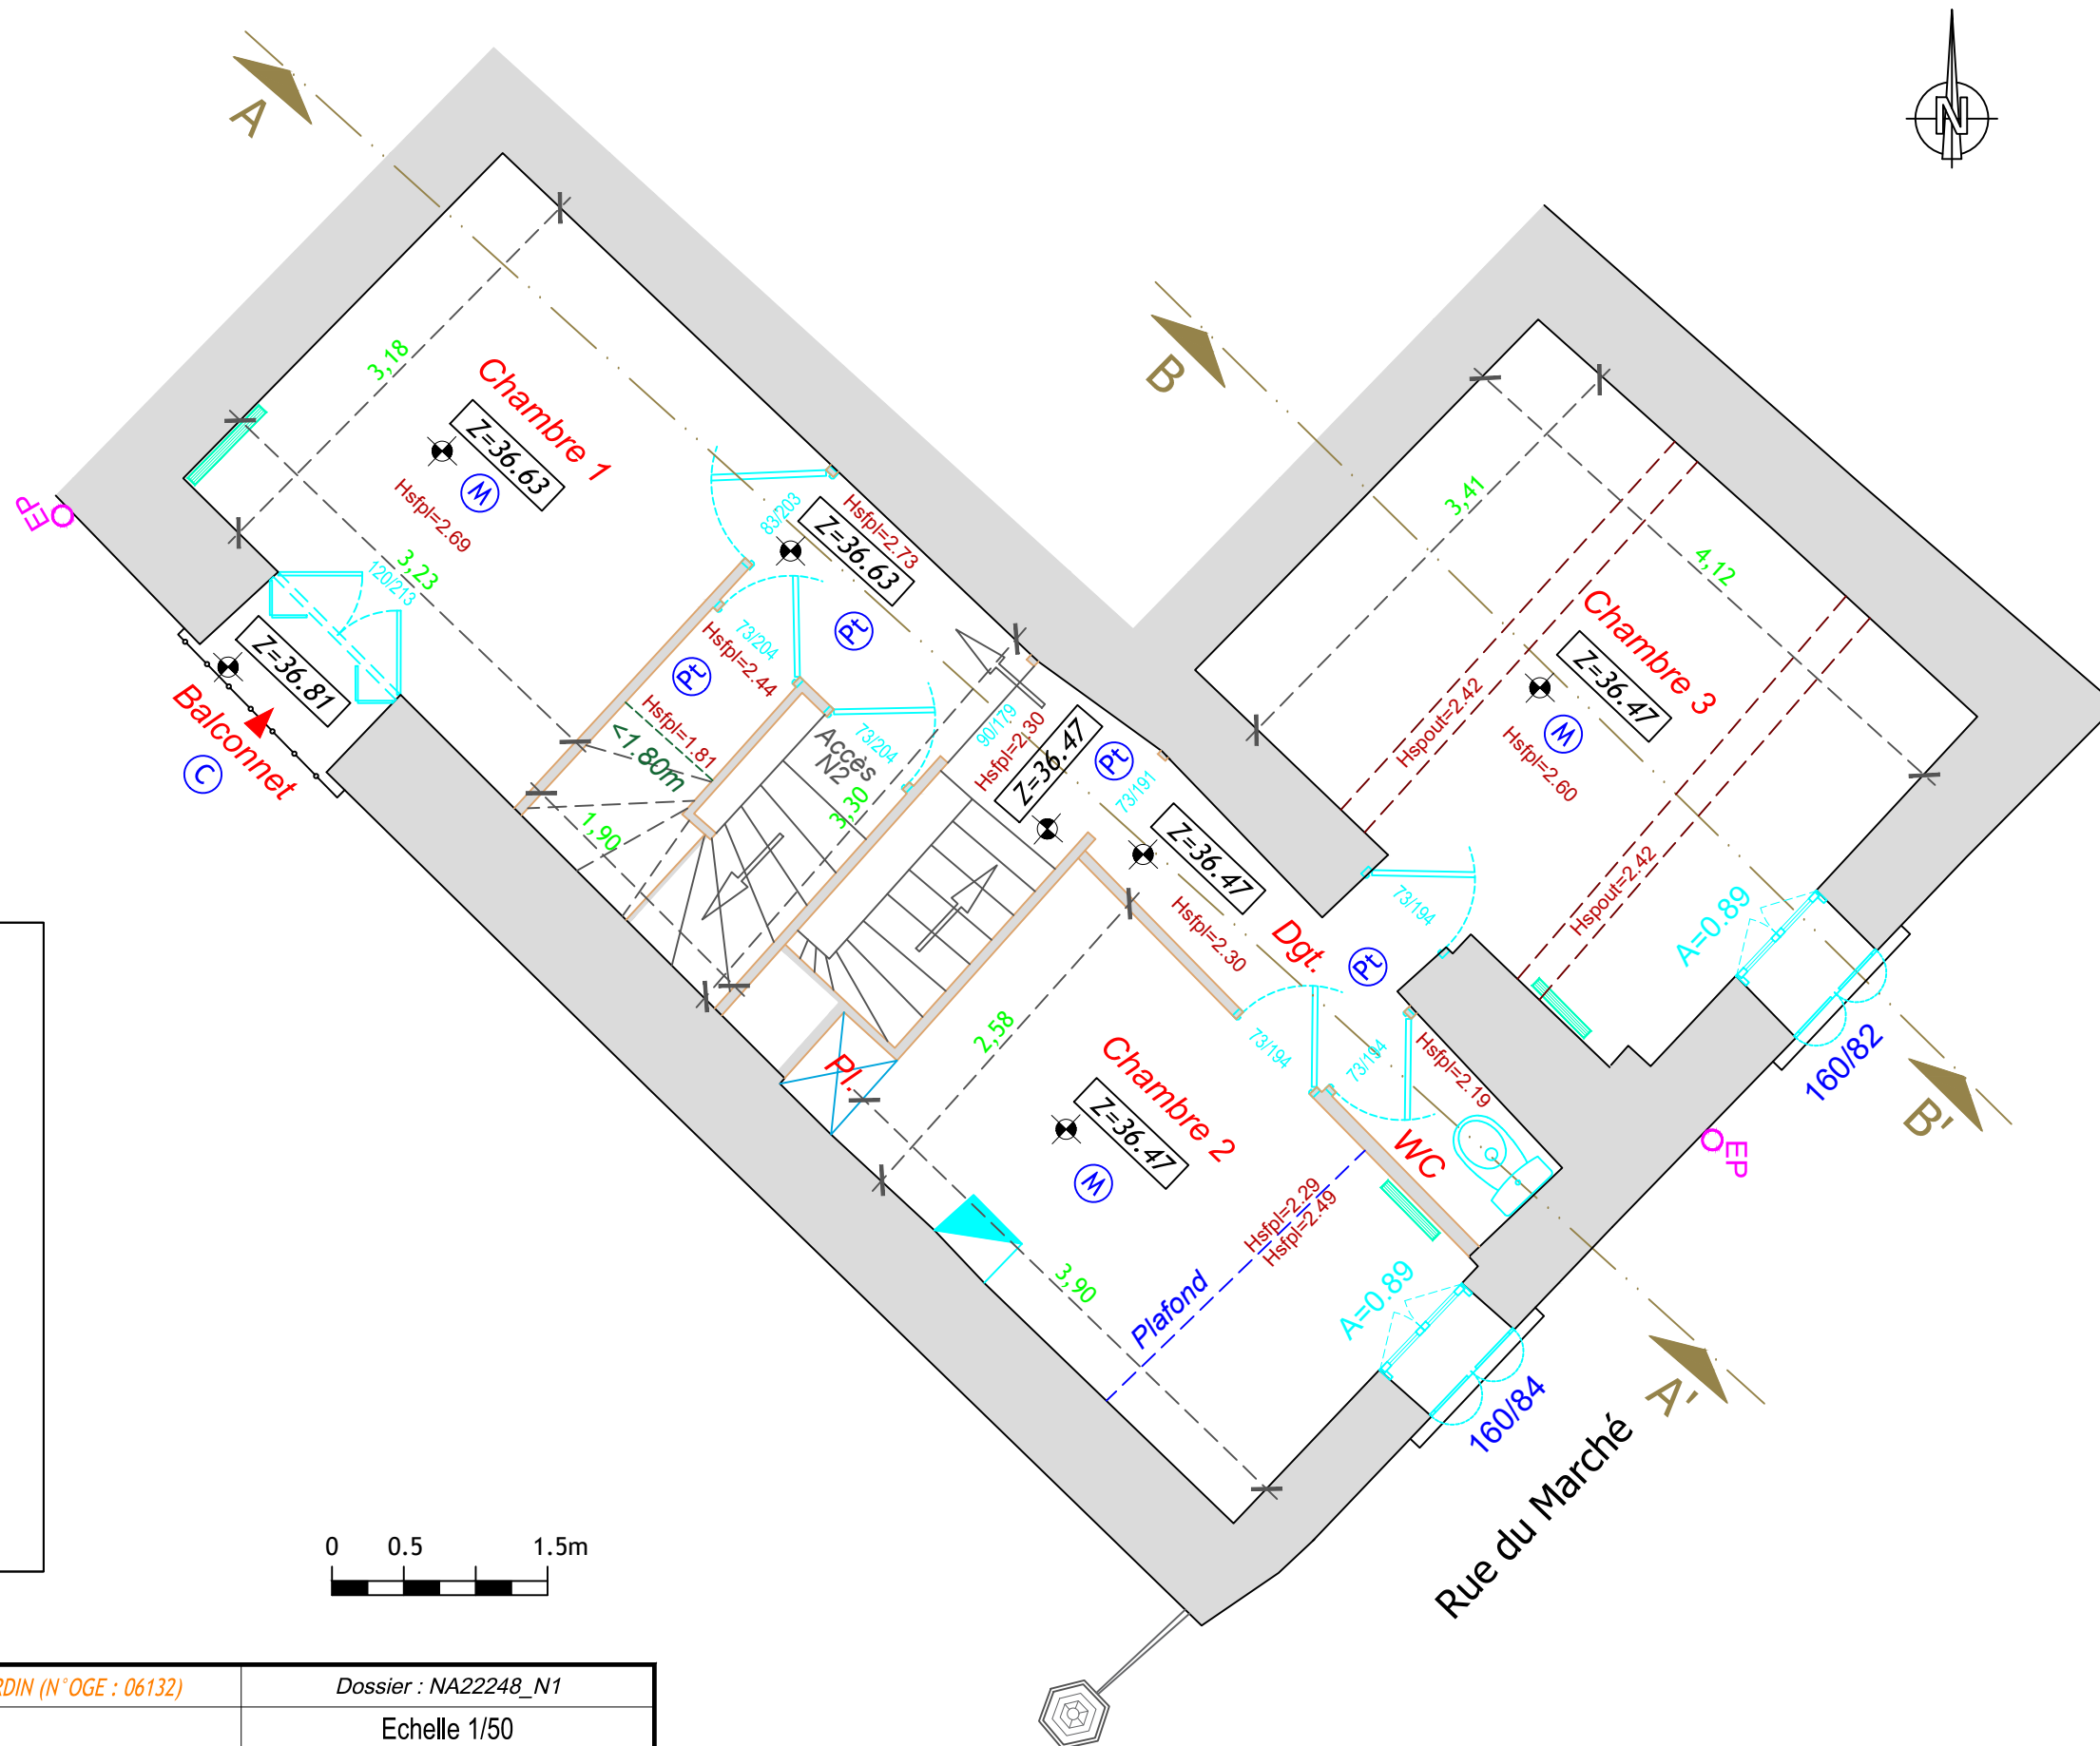 A
N
B
3,18
Chambre 1
Z=36.63
M
Hsfpl=2.69
EP
3,23
120/213
Z=36.81
Balconnet
C
83/203
Hsfpl=2.73
Z=36.63
Pt
73/204
Hsfpl=2.44
Pt
Hsfpl=1.81
<1.80m
1,90
Accès
N2
73/204
3,30
90/179
Hsfpl=2.30
Z=36.47
Pt
73/191
Z=36.47
Hsfpl=2.30
Dgt.
Pt
3,41
4,12
Chambre 3
Z=36.47
M
Hsfpl=2.60
Hspout=2.42
Hspout=2.42
73/194
A=0.89
160/82
B'
EP
2,58
Pl.
Chambre 2
Z=36.47
M
73/194
73/194
Hsfpl=2.19
WC
Hsfpl=2.29
Hsfpl=2.49
Plafond
3,90
A=0.89
160/84
A'
Rue du Marché
0 0.5 1.5m
RDIN (N°OGE : 06132)
Dossier : NA22248_N1
Echelle 1/50